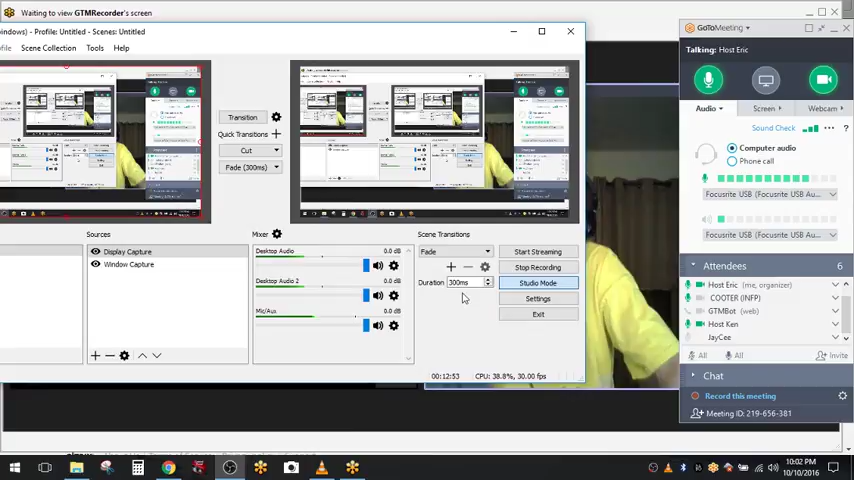 Waiting to view GTMRecorder's screen
windows) - Profile: Untitled - Scenes: Untitled
ofile Scene Collection Tools Help
Transition
Quick Transitions
Cut
Fade (300ms)
Sources
Display Capture
Window Capture
Mixer
Desktop Audio 0.0 dB
Desktop Audio 2 0.0 dB
Mic/Aux 0.0 dB
Scene Transitions
Fade
Duration 300ms
Start Streaming
Stop Recording
Studio Mode
Settings
Exit
00:12:53 CPU: 38.8%, 30.00 fps
GoToMeeting
Talking: Host Eric
Audio Screen Webcam
Sound Check
Computer audio
Phone call
Focusrite USB (Focusrite USB Au...
Focusrite USB (Focusrite USB Au...
Attendees 6
Host Eric (me, organizer)
COOTER (INFP)
GTMBot (web)
Host Ken
JayCee
All All Invite
Chat
Record this meeting
Meeting ID: 219-656-381
10:02 PM
10/10/2016